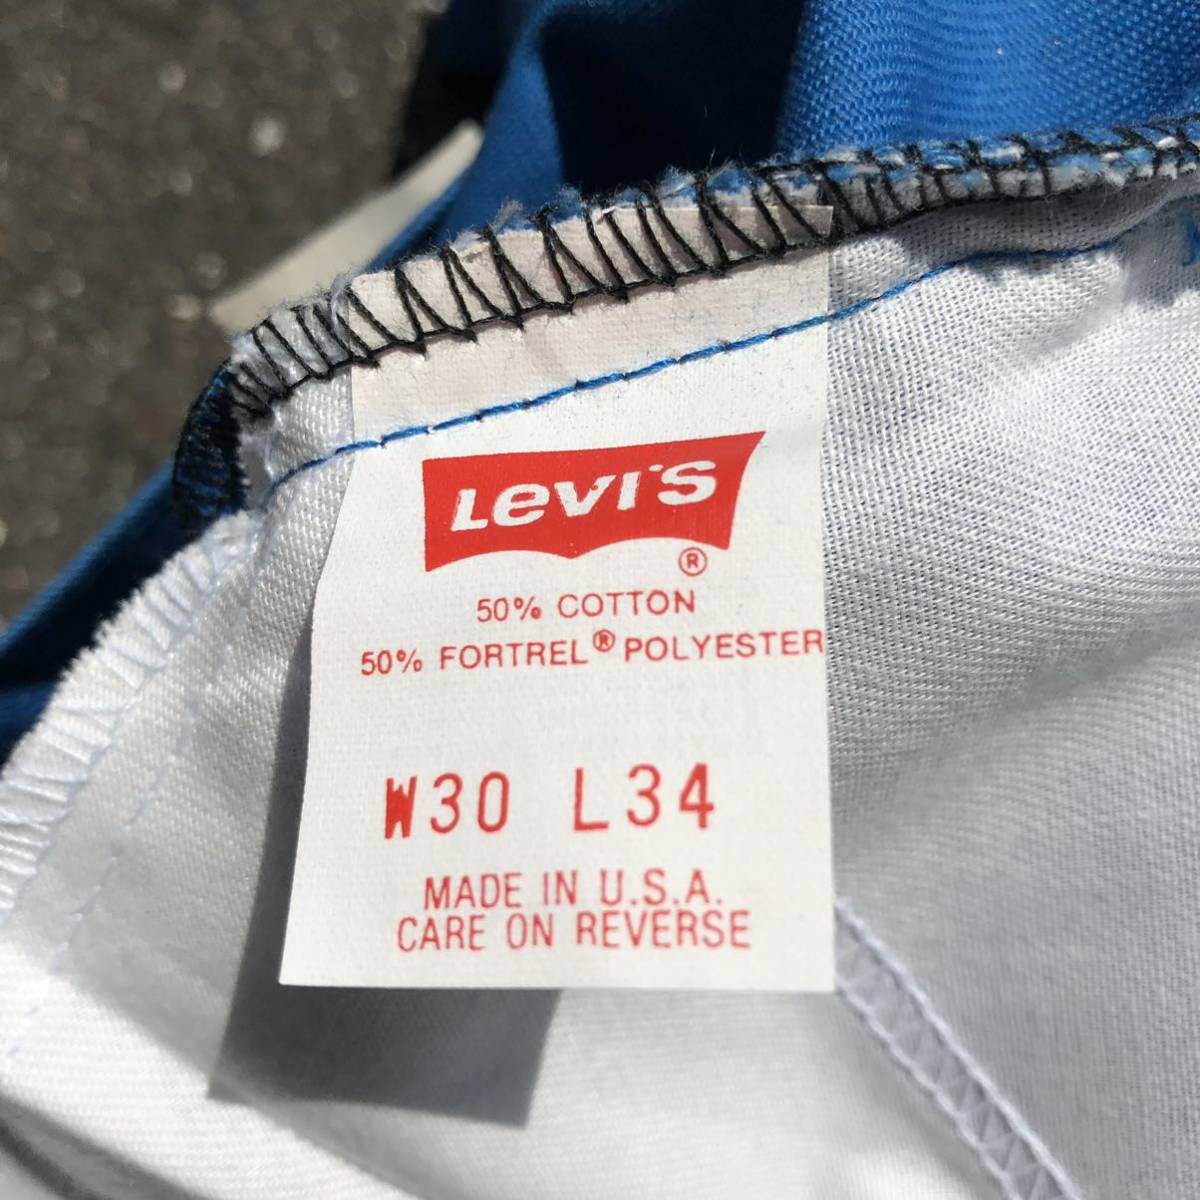 Levi's
®
50% COTTON
50% FORTREL® POLYESTER
W30 L34
MADE IN U.S.A.
CARE ON REVERSE